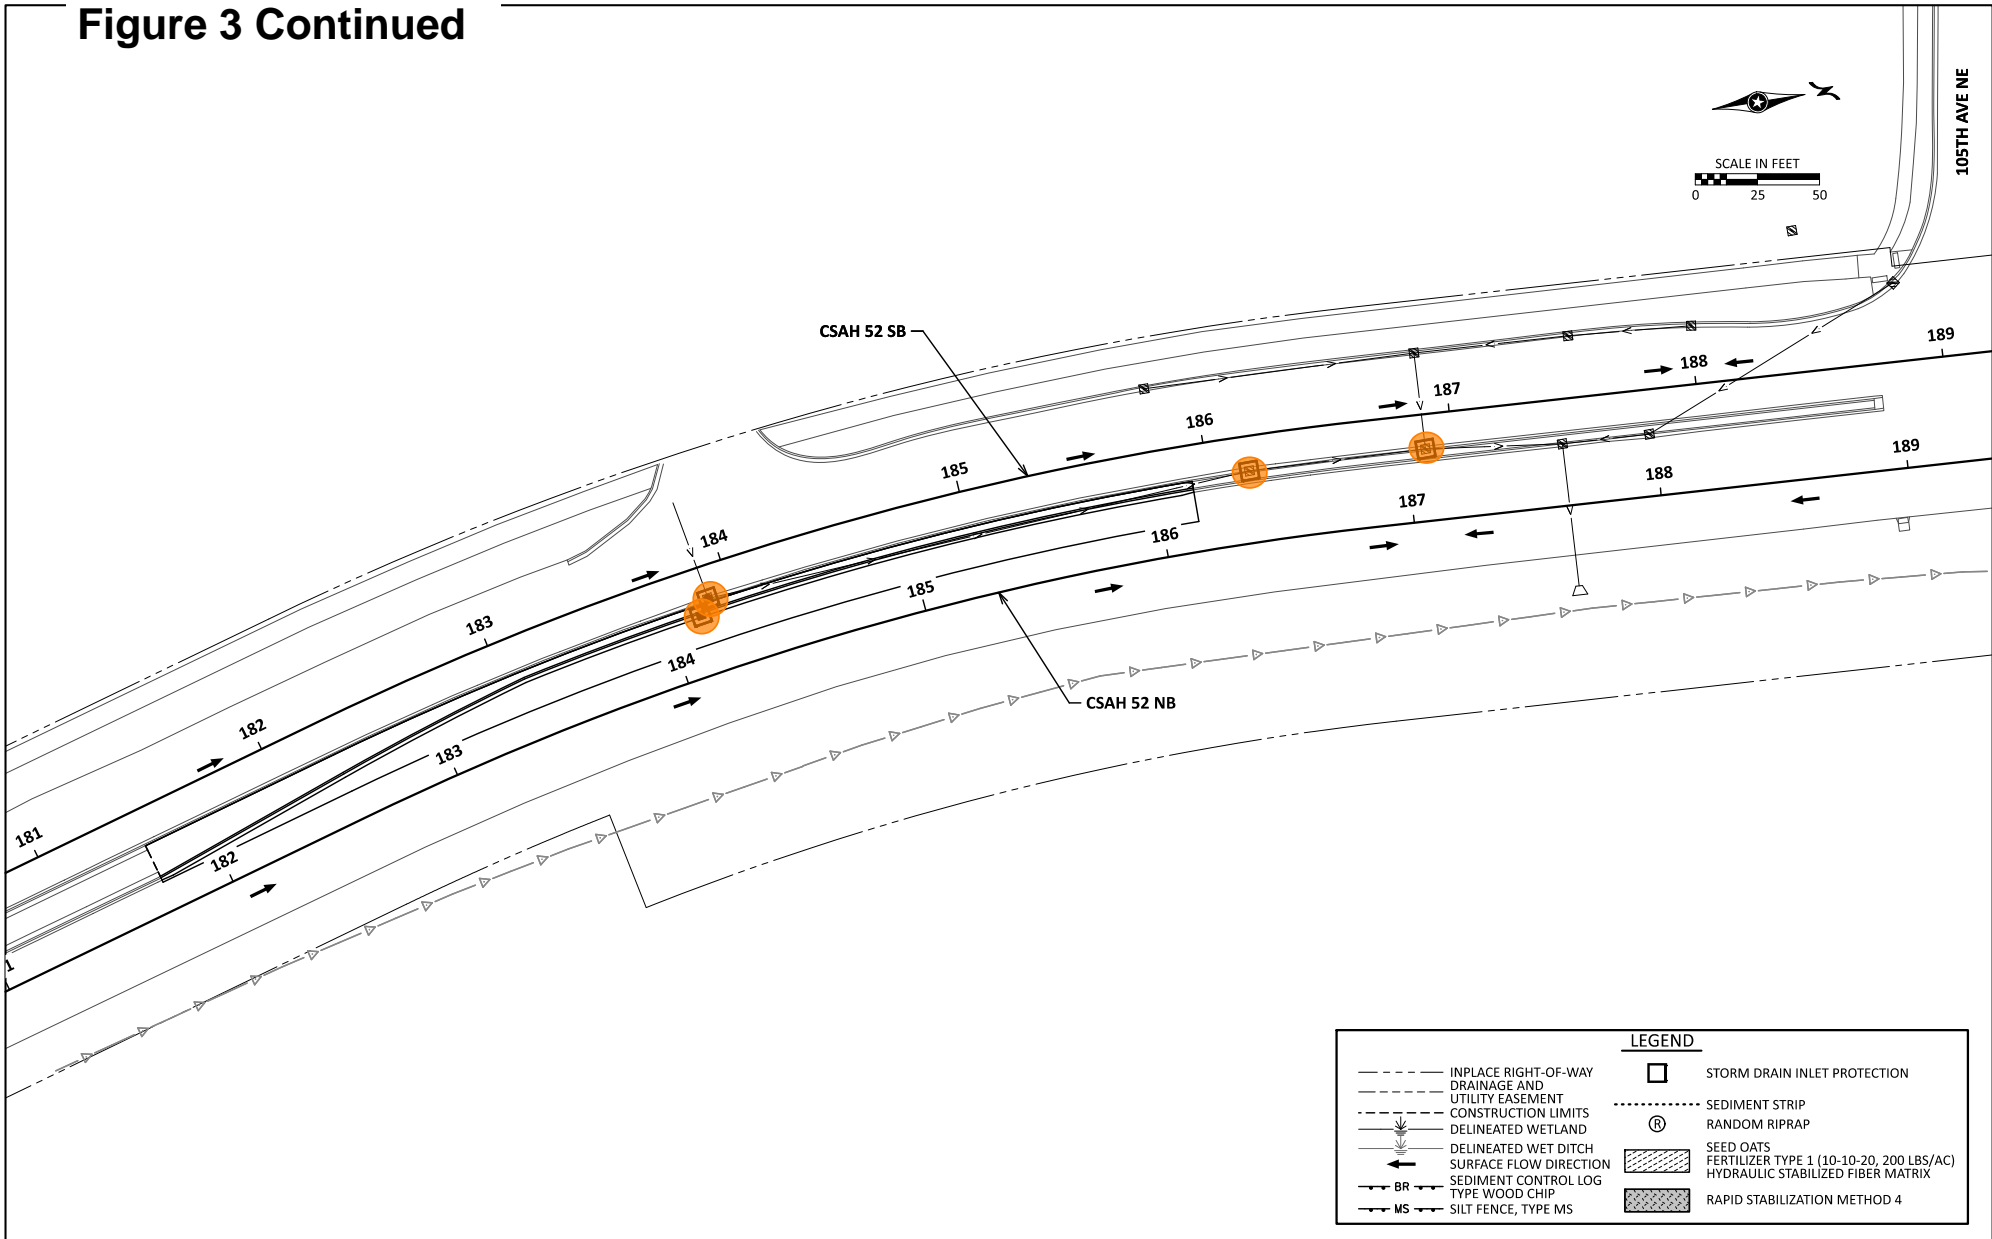 Figure 3 Continued
105TH AVE NE
SCALE IN FEET
0 25 50
CSAH 52 SB
189
188
187
186
185
184
183
182
181
189
188
187
186
185
184
183
182
1
CSAH 52 NB
LEGEND
INPLACE RIGHT-OF-WAY
DRAINAGE AND
UTILITY EASEMENT
CONSTRUCTION LIMITS
DELINEATED WETLAND
DELINEATED WET DITCH
SURFACE FLOW DIRECTION
BR SEDIMENT CONTROL LOG
TYPE WOOD CHIP
MS SILT FENCE, TYPE MS
STORM DRAIN INLET PROTECTION
SEDIMENT STRIP
R RANDOM RIPRAP
SEED OATS
FERTILIZER TYPE 1 (10-10-20, 200 LBS/AC)
HYDRAULIC STABILIZED FIBER MATRIX
RAPID STABILIZATION METHOD 4